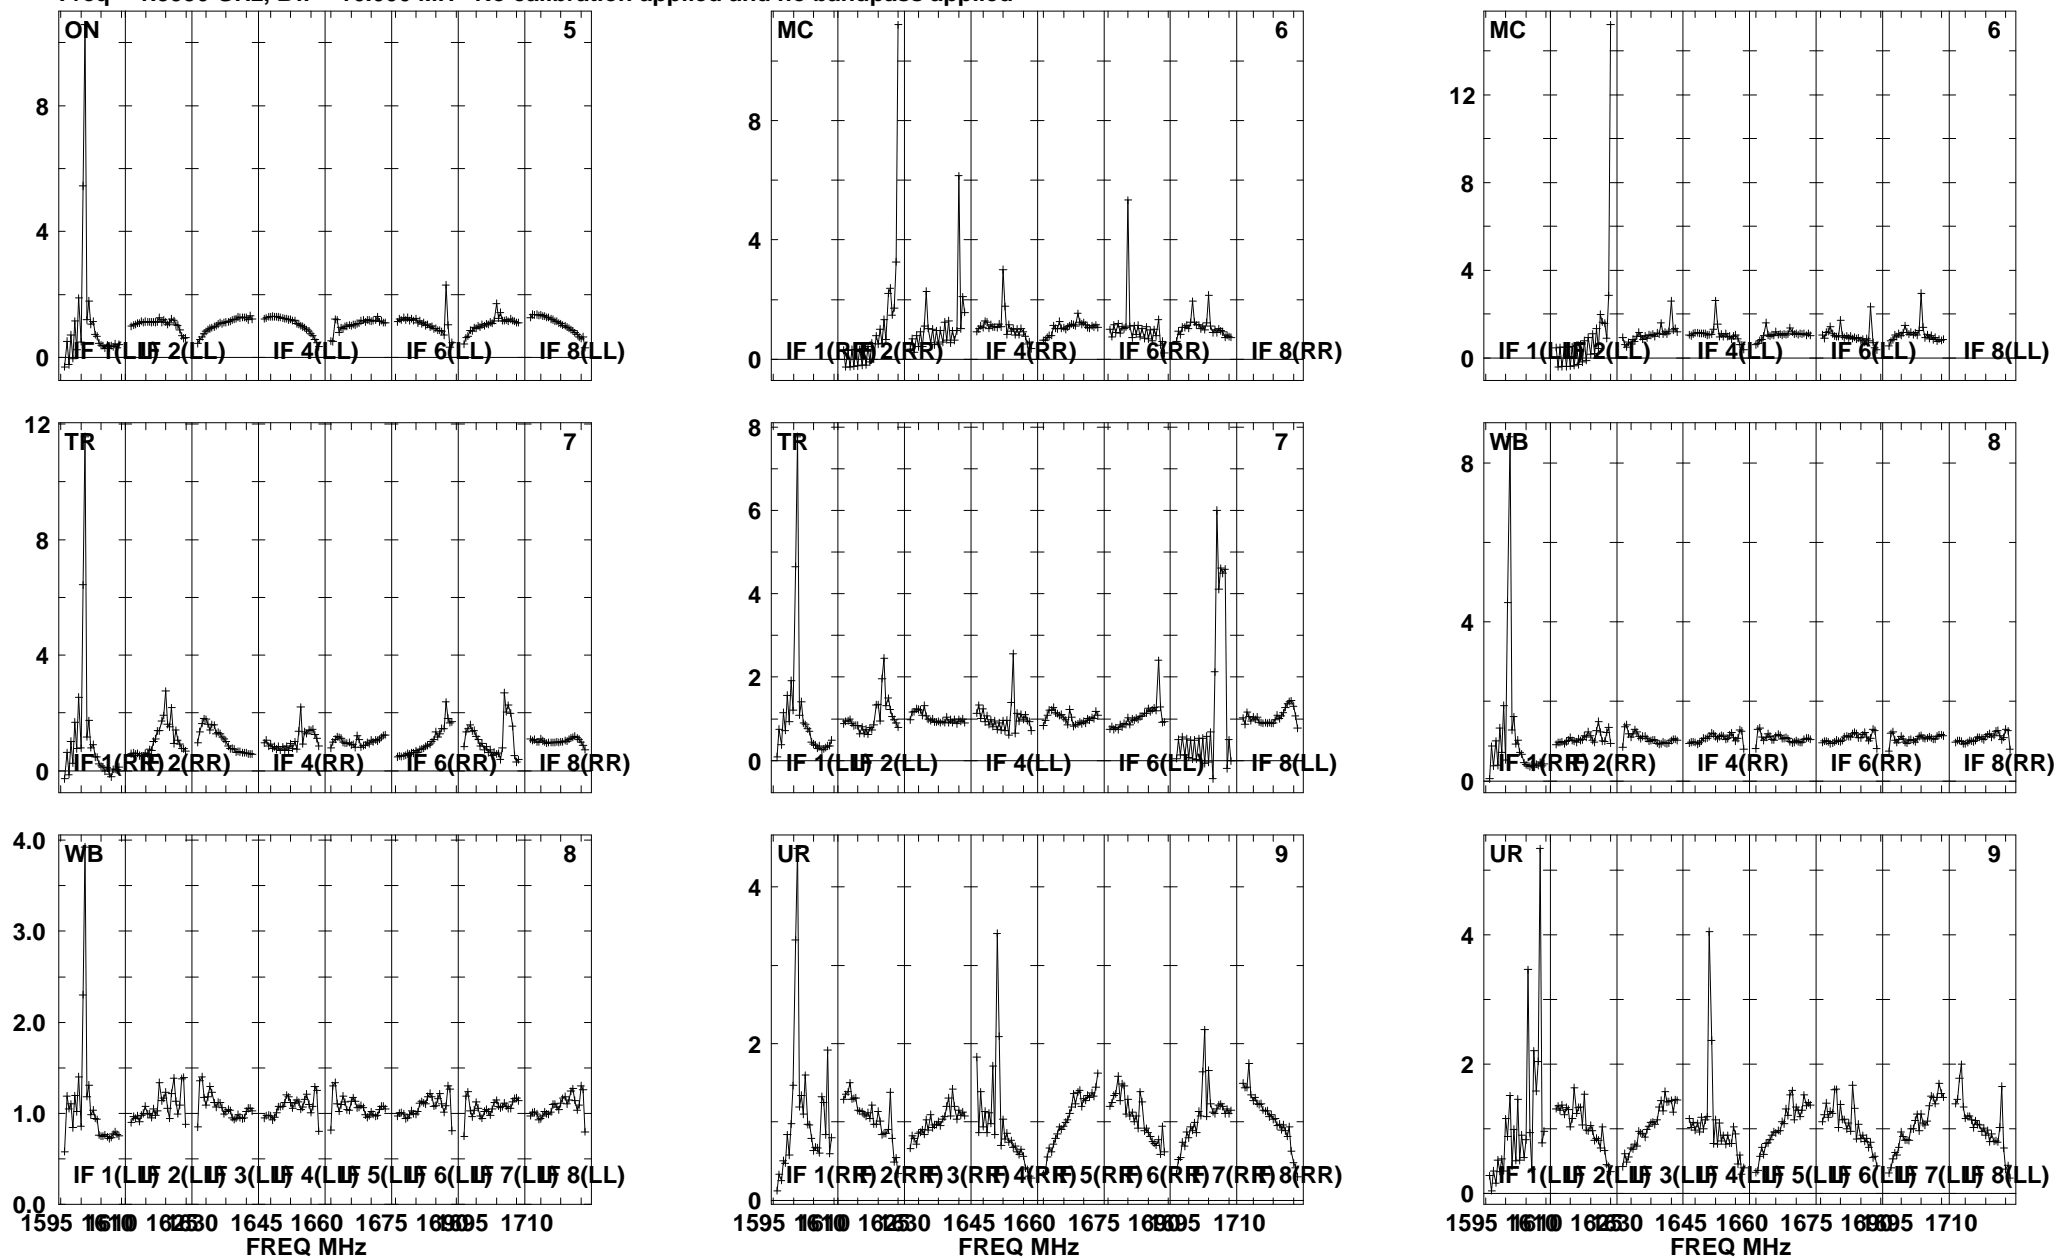 No calibration applied and no bandpass applied
ON 5
8
4
0
IF 1(LL) IF 2(LL) IF 4(LL) IF 6(LL) IF 8(LL)
MC 6
8
4
0
IF 1(RR) IF 2(RR) IF 4(RR) IF 6(RR) IF 8(RR)
MC 6
12
8
4
0
IF 1(LL) IF 2(LL) IF 4(LL) IF 6(LL) IF 8(LL)
TR 7
12
8
4
0
IF 1(RR) IF 2(RR) IF 4(RR) IF 6(RR) IF 8(RR)
TR 7
8
6
4
2
0
IF 1(LL) IF 2(LL) IF 4(LL) IF 6(LL) IF 8(LL)
WB 8
8
4
0
IF 1(RR) IF 2(RR) IF 4(RR) IF 6(RR) IF 8(RR)
WB 8
4.0
3.0
2.0
1.0
0.0
IF 1(LL) IF 2(LL) IF 3(LL) IF 4(LL) IF 5(LL) IF 6(LL) IF 7(LL) IF 8(LL)
1595 1610 1625 1630 1645 1660 1675 1690 1695 1710
FREQ MHz
UR 9
4
2
0
IF 1(RR) IF 2(RR) IF 3(RR) IF 4(RR) IF 5(RR) IF 6(RR) IF 7(RR) IF 8(RR)
1595 1610 1625 1630 1645 1660 1675 1690 1695 1710
FREQ MHz
UR 9
4
2
0
IF 1(LL) IF 2(LL) IF 3(LL) IF 4(LL) IF 5(LL) IF 6(LL) IF 7(LL) IF 8(LL)
1595 1610 1625 1630 1645 1660 1675 1690 1695 1710
FREQ MHz